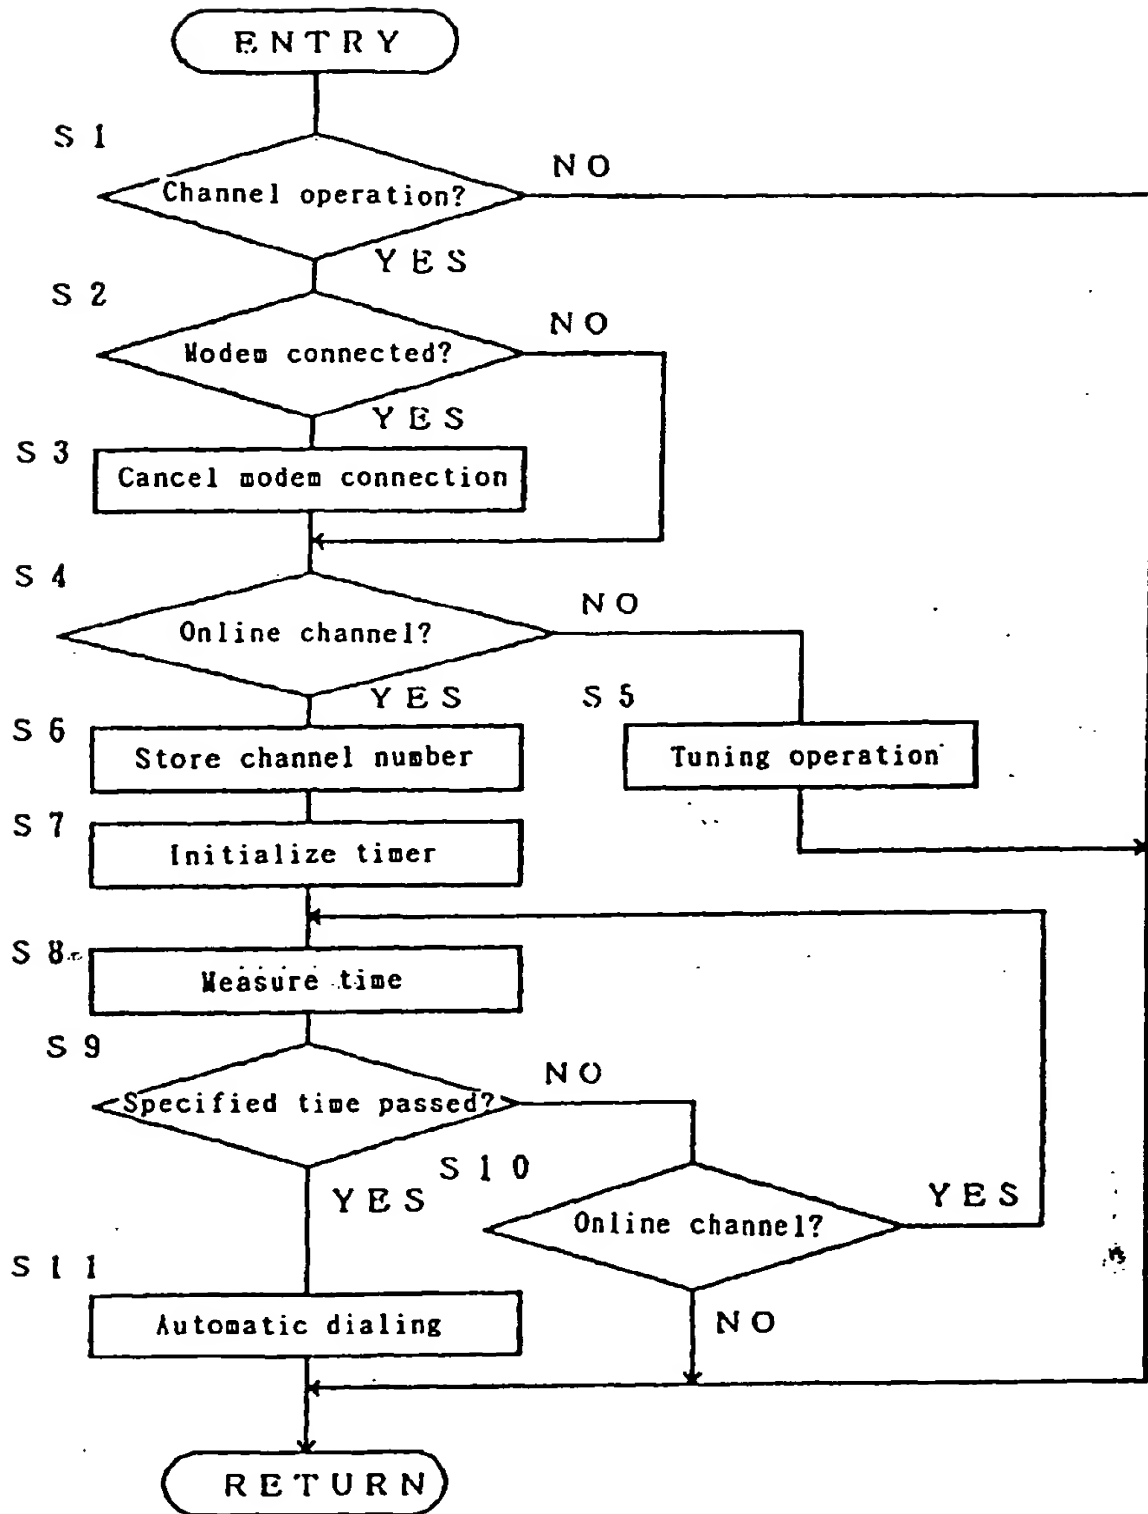 ENTRY
S1
NO
Channel operation?
YES
S2
NO
Modem connected?
YES
S3
Cancel modem connection
S4
NO
Online channel?
YES
S5
S6
Store channel number
Tuning operation
S7
Initialize timer
S8
Measure time
S9
NO
Specified time passed?
S10
YES
YES
Online channel?
S11
Automatic dialing
NO
RETURN